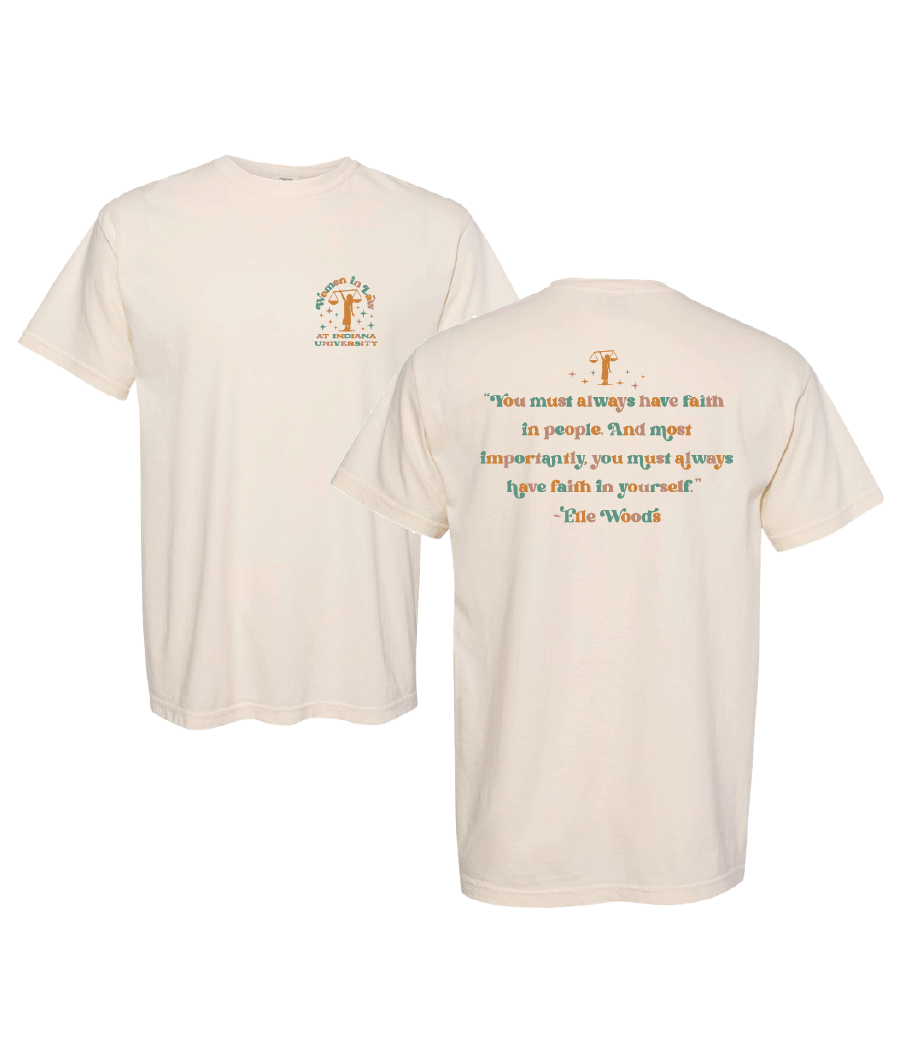 Women in Law
AT INDIANA
UNIVERSITY
“You must always have faith
in people. And most
importantly, you must always
have faith in yourself.”
-Elle Woods